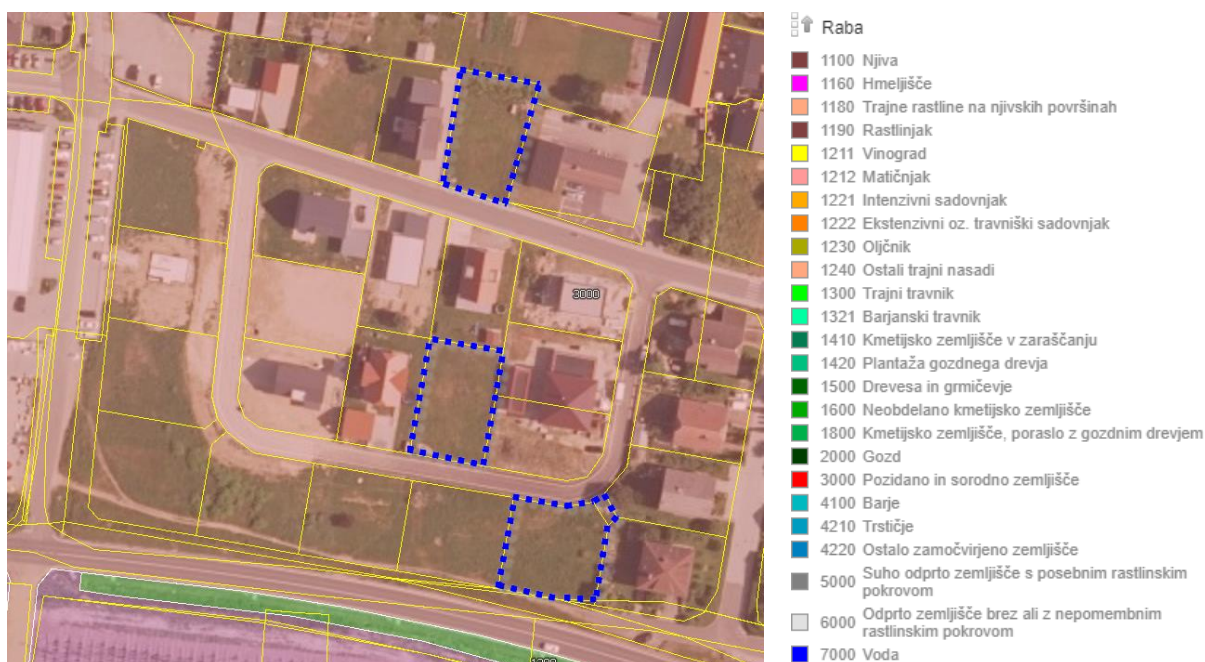 Raba
1100 Njiva
1160 Hmeljišče
1180 Trajne rastline na njivskih površinah
1190 Rastlinjak
1211 Vinograd
1212 Matičnjak
1221 Intenzivni sadovnjak
1222 Ekstenzivni oz. travniški sadovnjak
1230 Oljčnik
1240 Ostali trajni nasadi
1300 Trajni travnik
1321 Barjanski travnik
1410 Kmetijsko zemljišče v zaraščanju
1420 Plantaža gozdnega drevja
1500 Drevesa in grmičevje
1600 Neobdelano kmetijsko zemljišče
1800 Kmetijsko zemljišče, poraslo z gozdnim drevjem
2000 Gozd
3000 Pozidano in sorodno zemljišče
4100 Barje
4210 Trstičje
4220 Ostalo zamočvirjeno zemljišče
5000 Suho odprto zemljišče s posebnim rastlinskim
pokrovom
6000 Odprto zemljišče brez ali z nepomembnim
rastlinskim pokrovom
7000 Voda
3000